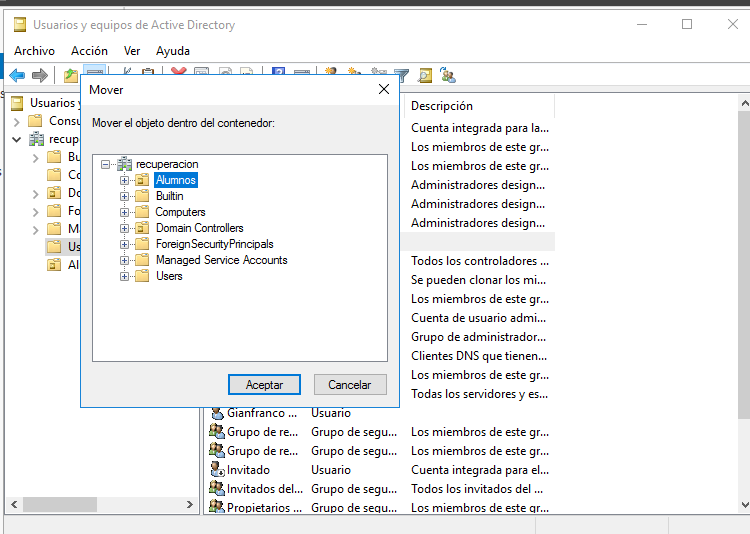 Usuarios y equipos de Active Directory
Archivo Acción Ver Ayuda
Mover
Mover el objeto dentro del contenedor:
recuperacion
Alumnos
Builtin
Computers
Domain Controllers
ForeignSecurityPrincipals
Managed Service Accounts
Users
Aceptar Cancelar
Usuarios y
Consu
recupe
Bu
Co
Do
Fo
M
Us
Al
Descripción
Cuenta integrada para la...
Los miembros de este gr...
Los miembros de este gr...
Administradores design...
Administradores design...
Administradores design...
Todos los controladores ...
Se pueden clonar los mi...
Los miembros de este gr...
Cuenta de usuario admi...
Grupo de administrador...
Clientes DNS que tienen...
Los miembros de este gr...
Todas los servidores y es...
Gianfranco ... Usuario
Grupo de re... Grupo de segu... Los miembros de este gr...
Grupo de re... Grupo de segu... Los miembros de este gr...
Invitado Usuario Cuenta integrada para el...
Invitados del... Grupo de segu... Todos los invitados del ...
Propietarios ... Grupo de segu... Los miembros de este gr...